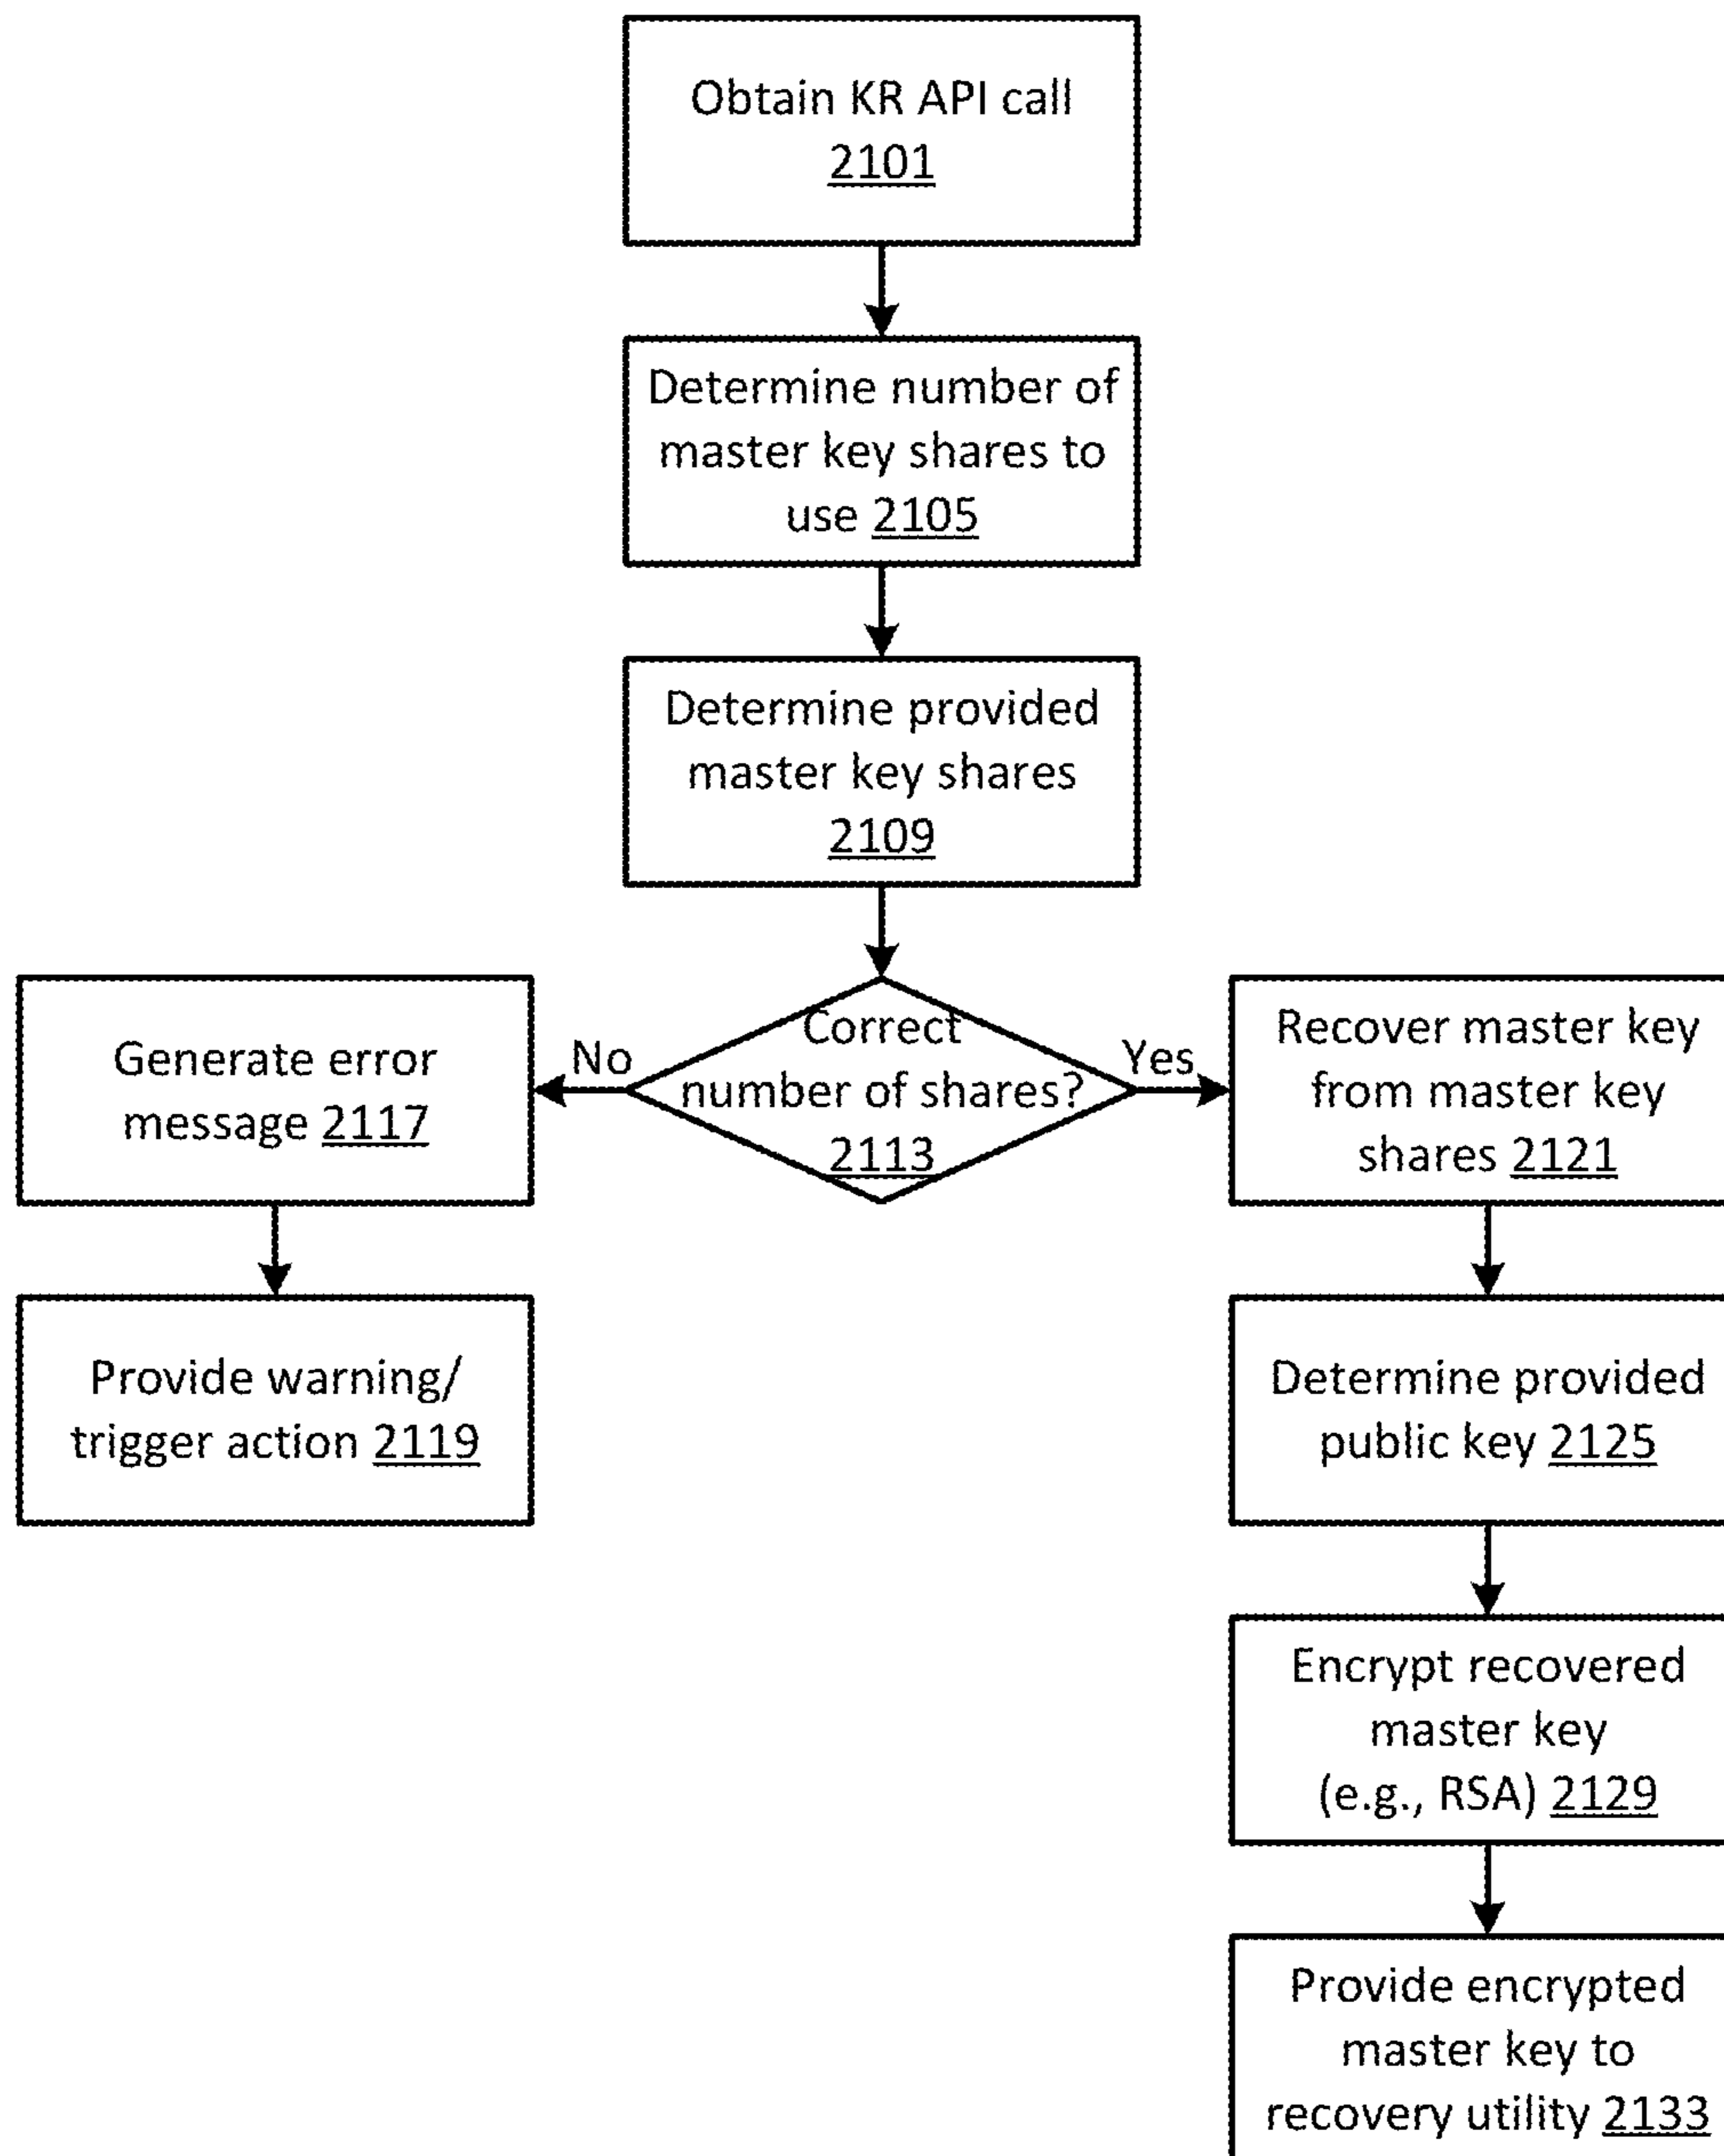 Obtain KR API call
2101
Determine number of
master key shares to
use 2105
Determine provided
master key shares
2109
Correct
number of shares?
2113
No
Yes
Generate error
message 2117
Provide warning/
trigger action 2119
Recover master key
from master key
shares 2121
Determine provided
public key 2125
Encrypt recovered
master key
(e.g., RSA) 2129
Provide encrypted
master key to
recovery utility 2133